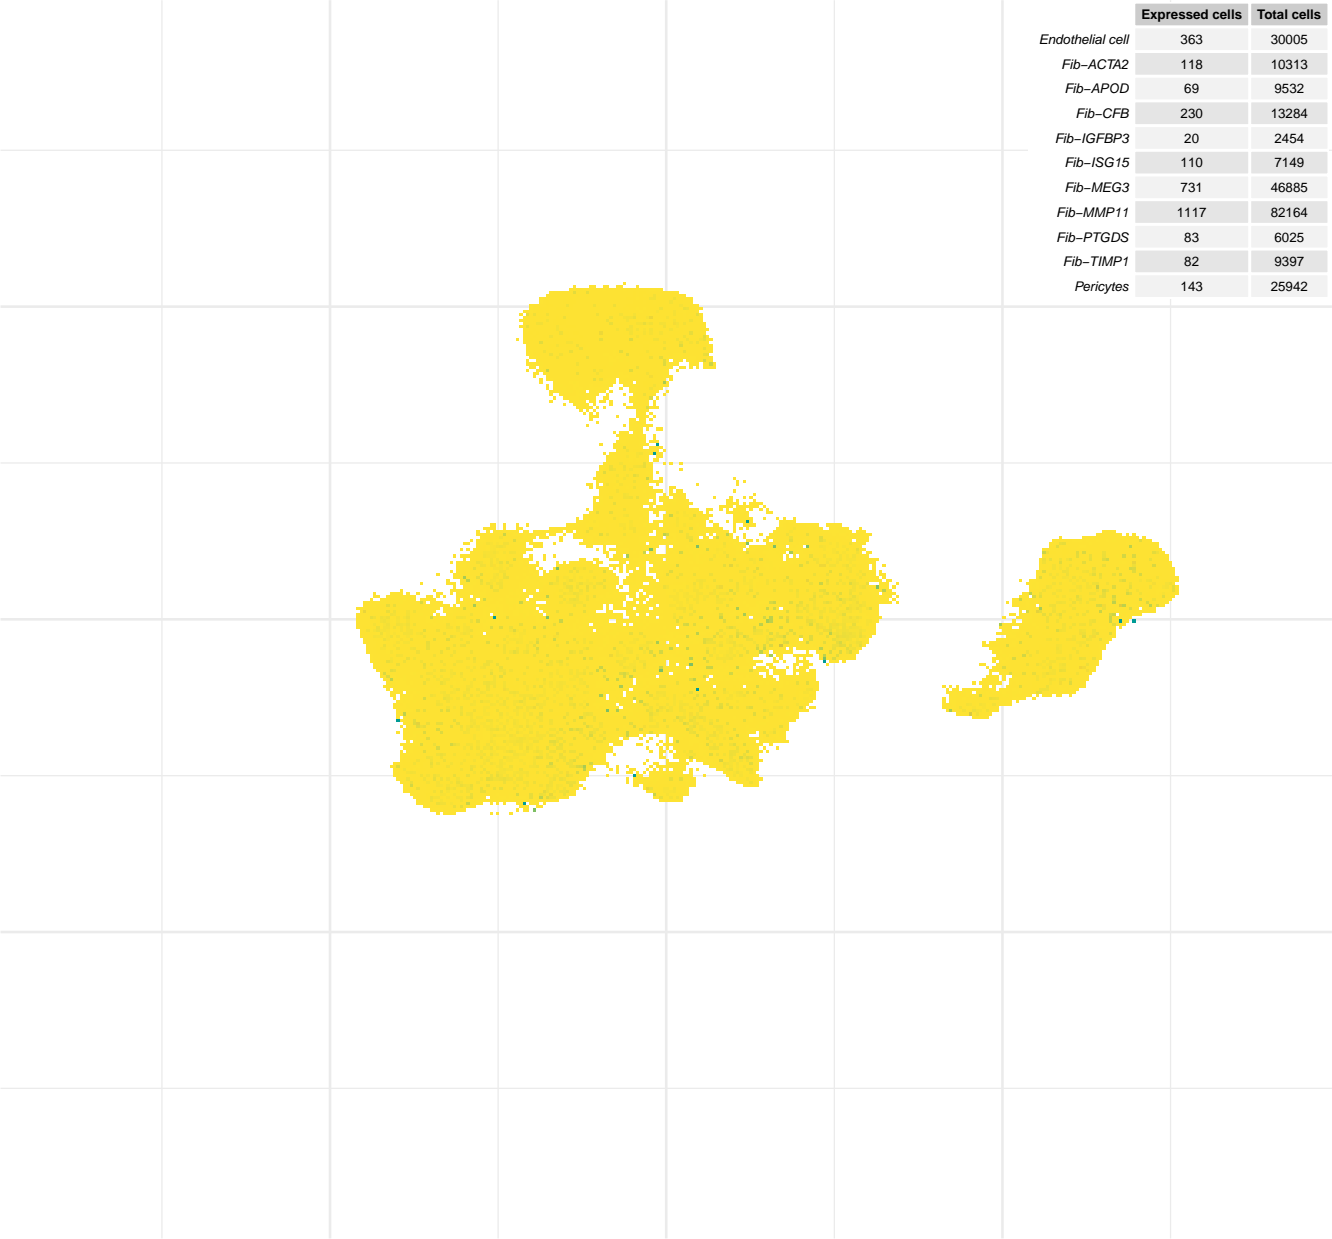 Expressed cells Total cells
Endothelial cell 363 30005
Fib−ACTA2 118 10313
Fib−APOD 69 9532
Fib−CFB 230 13284
Fib−IGFBP3 20 2454
Fib−ISG15 110 7149
Fib−MEG3 731 46885
Fib−MMP11 1117 82164
Fib−PTGDS 83 6025
Fib−TIMP1 82 9397
Pericytes 143 25942